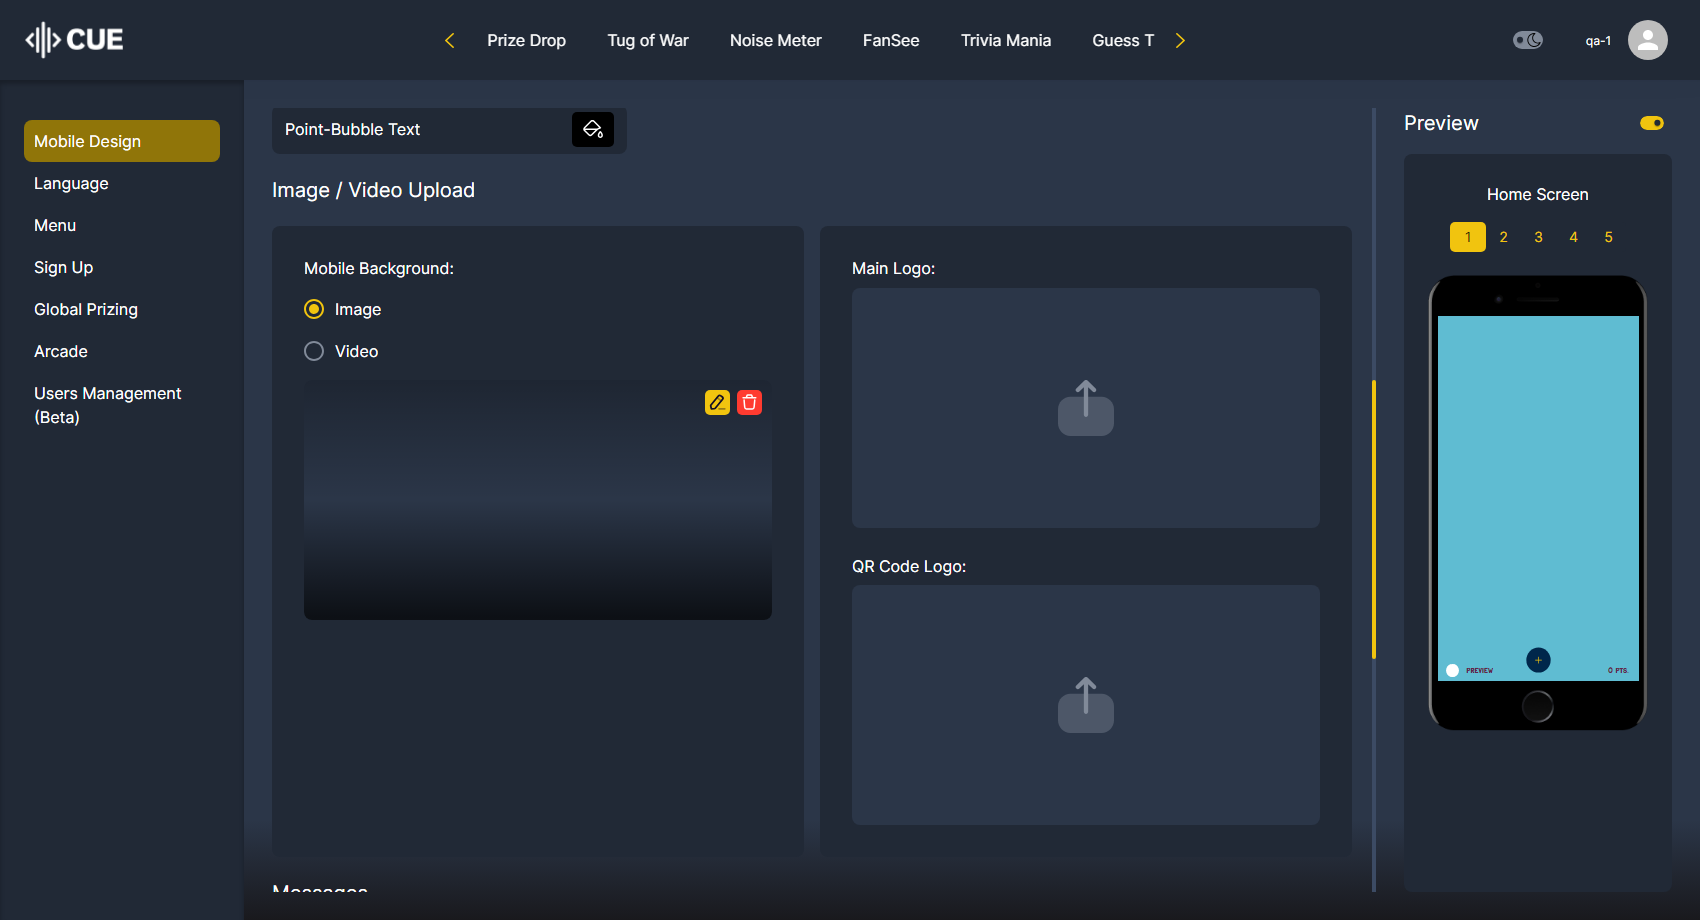 CUE
Prize Drop
Tug of War
Noise Meter
FanSee
Trivia Mania
Guess T
qa-1
Mobile Design
Language
Menu
Sign Up
Global Prizing
Arcade
Users Management
(Beta)
Point-Bubble Text
Image / Video Upload
Mobile Background:
Image
Video
Main Logo:
QR Code Logo:
Messages
Preview
Home Screen
1 2 3 4 5
PREVIEW
+
0 PTS